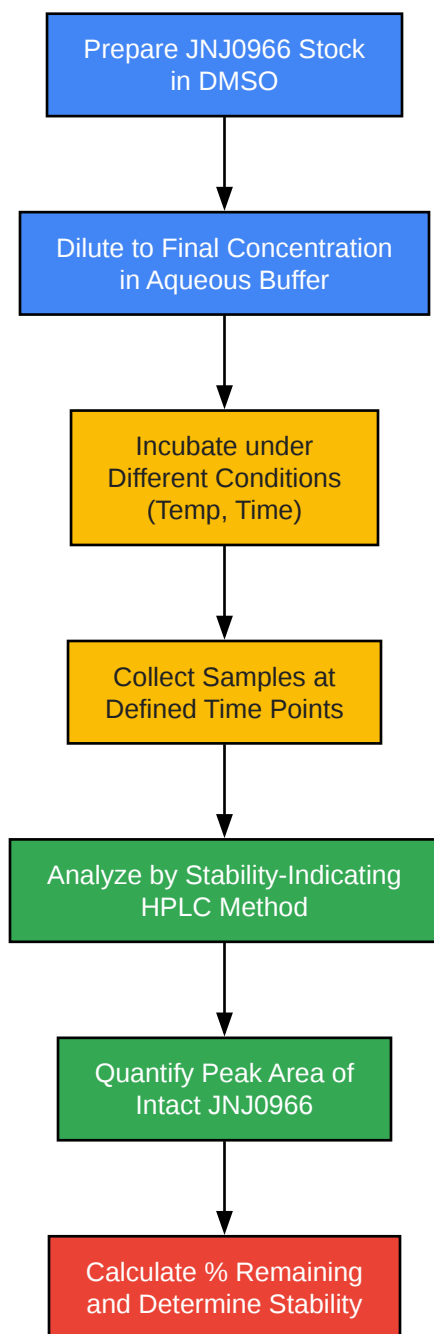 Prepare JNJ0966 Stock
in DMSO
Dilute to Final Concentration
in Aqueous Buffer
Incubate under
Different Conditions
(Temp, Time)
Collect Samples at
Defined Time Points
Analyze by Stability-Indicating
HPLC Method
Quantify Peak Area of
Intact JNJ0966
Calculate % Remaining
and Determine Stability